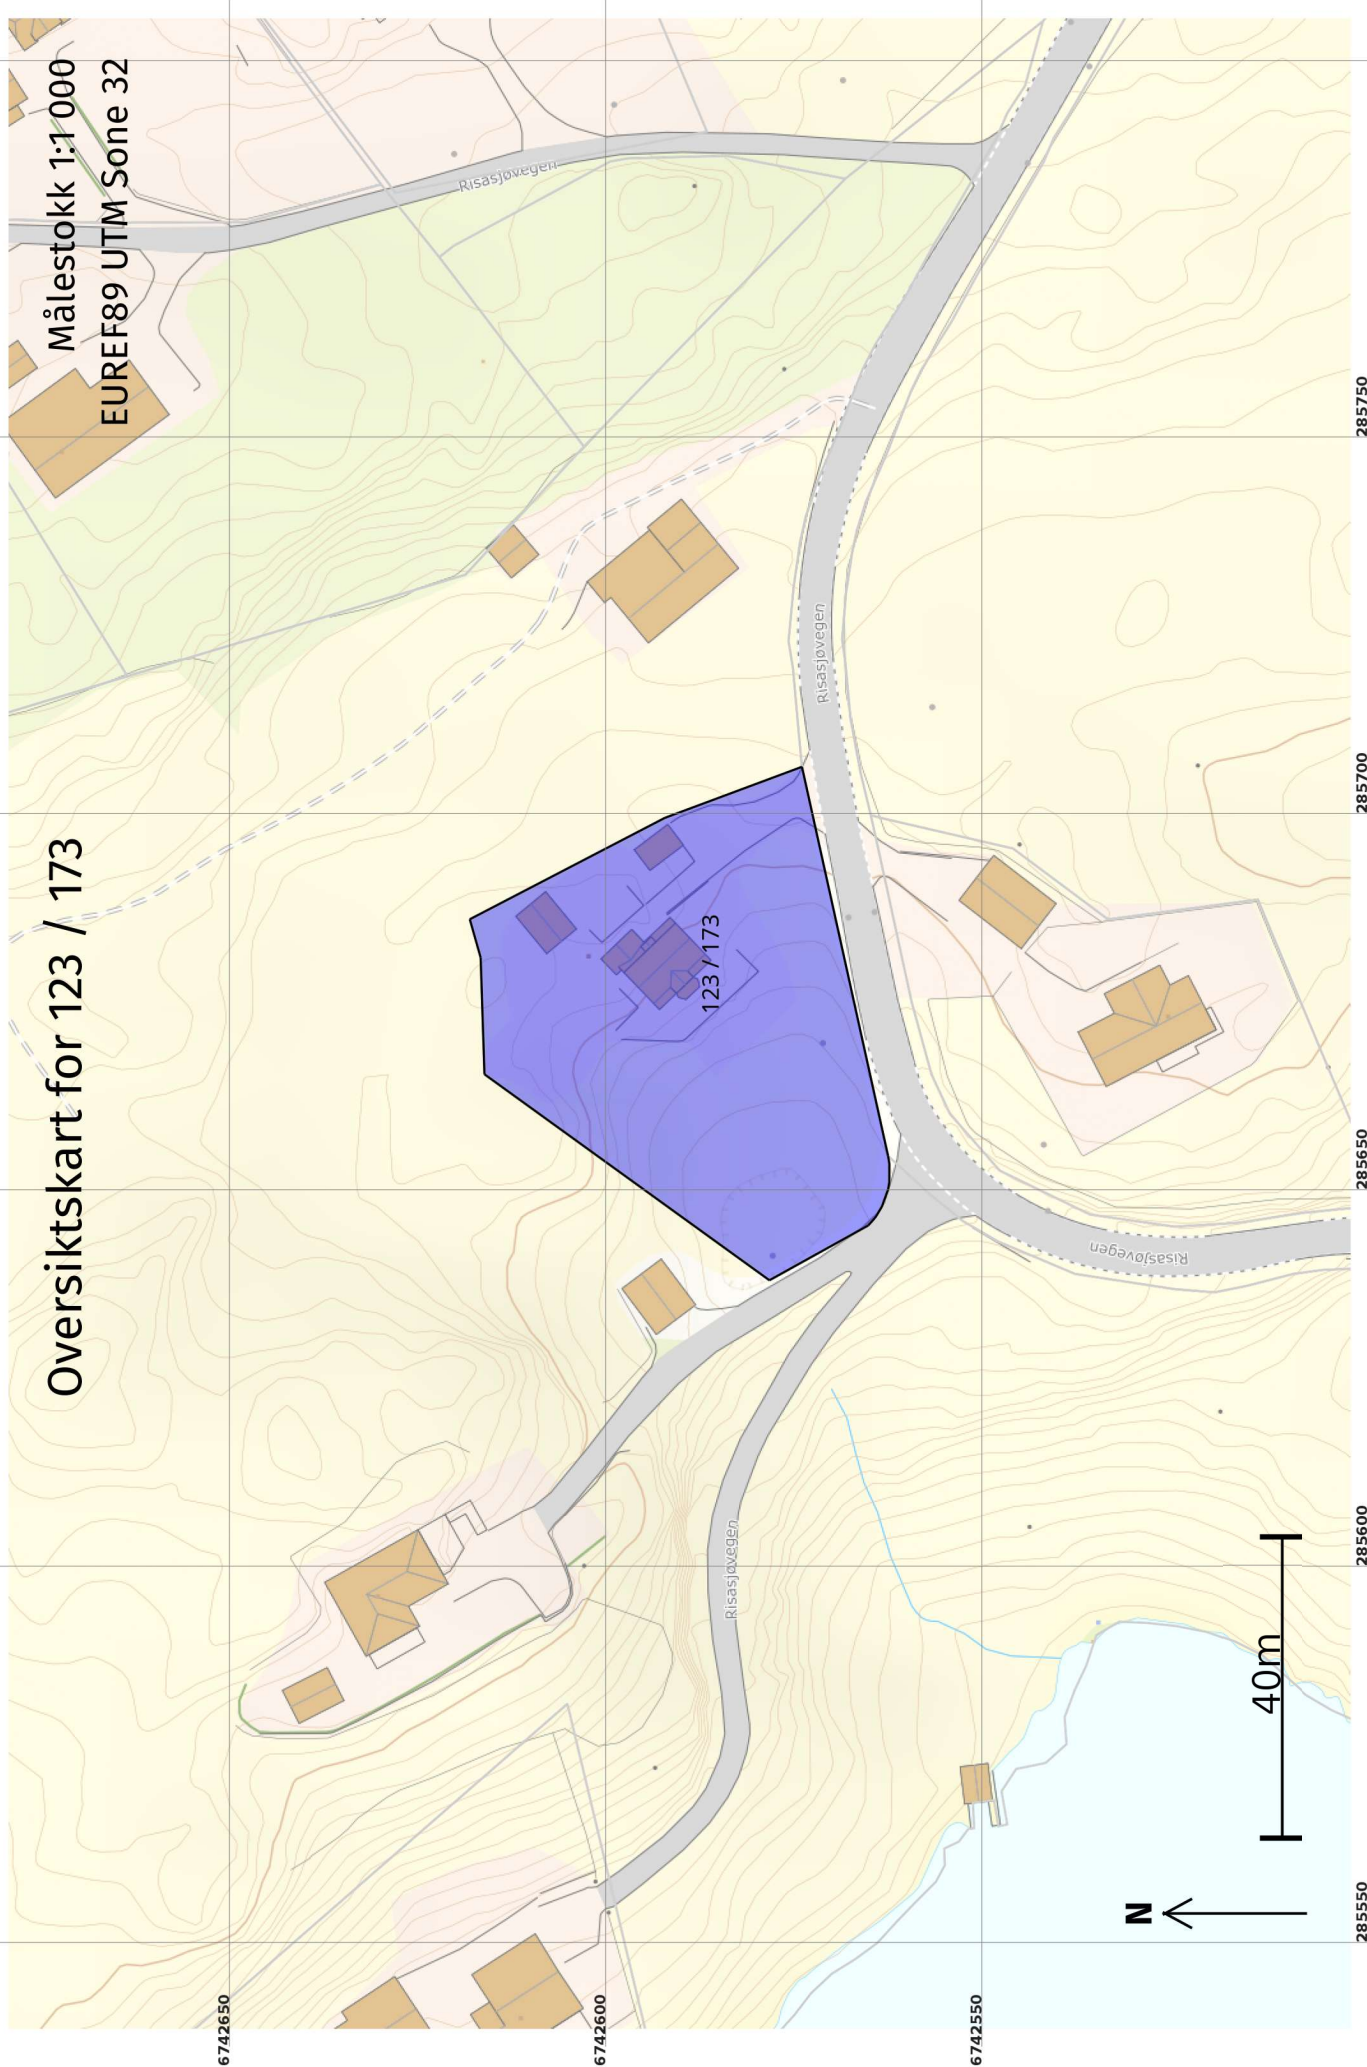 Oversiktskart for 123 / 173
Målestokk 1:1 000
EUREF89 UTM Sone 32
Risasjøvegen
Risasjøvegen
123 / 173
Risasjøvegen
Risasjøvegen
40m
N
6742650
6742600
6742550
285550
285600
285650
285700
285750